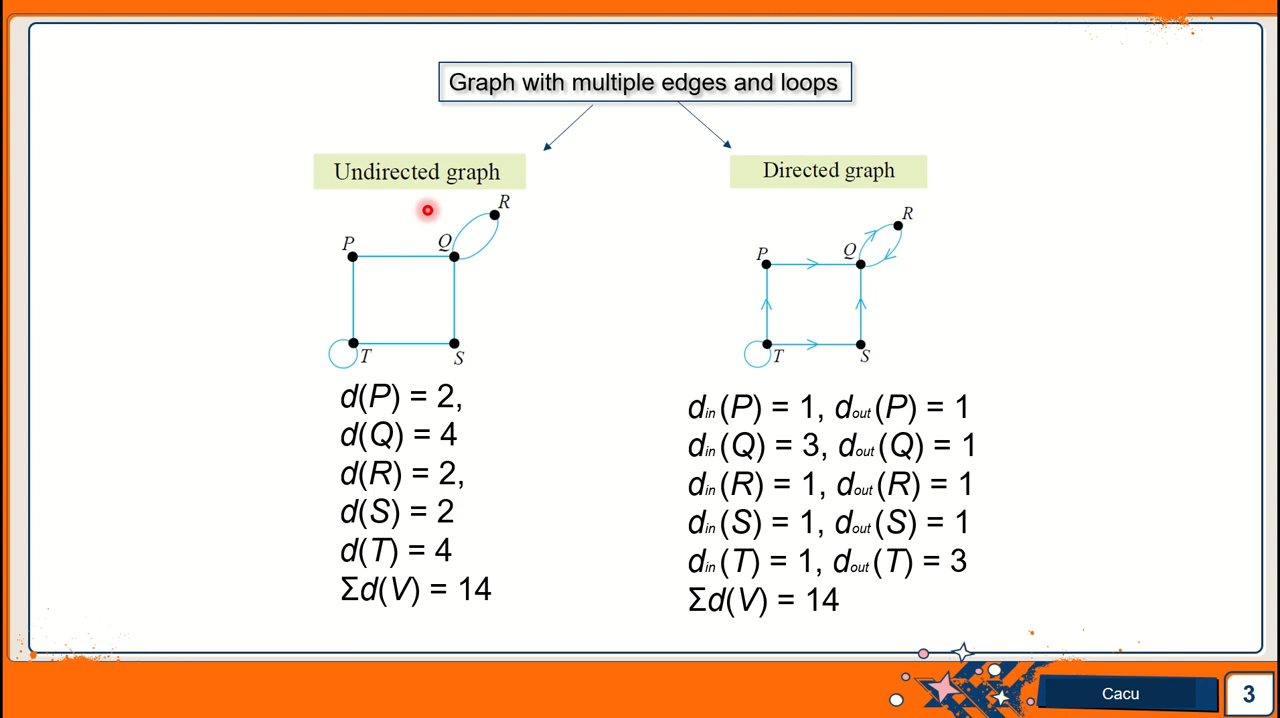 Graph with multiple edges and loops
Undirected graph
R
P
Q
T
S
d(P) = 2,
d(Q) = 4
d(R) = 2,
d(S) = 2
d(T) = 4
Σd(V) = 14
Directed graph
R
P
Q
T
S
din(P) = 1, dout(P) = 1
din(Q) = 3, dout(Q) = 1
din(R) = 1, dout(R) = 1
din(S) = 1, dout(S) = 1
din(T) = 1, dout(T) = 3
Σd(V) = 14
Cacu
3